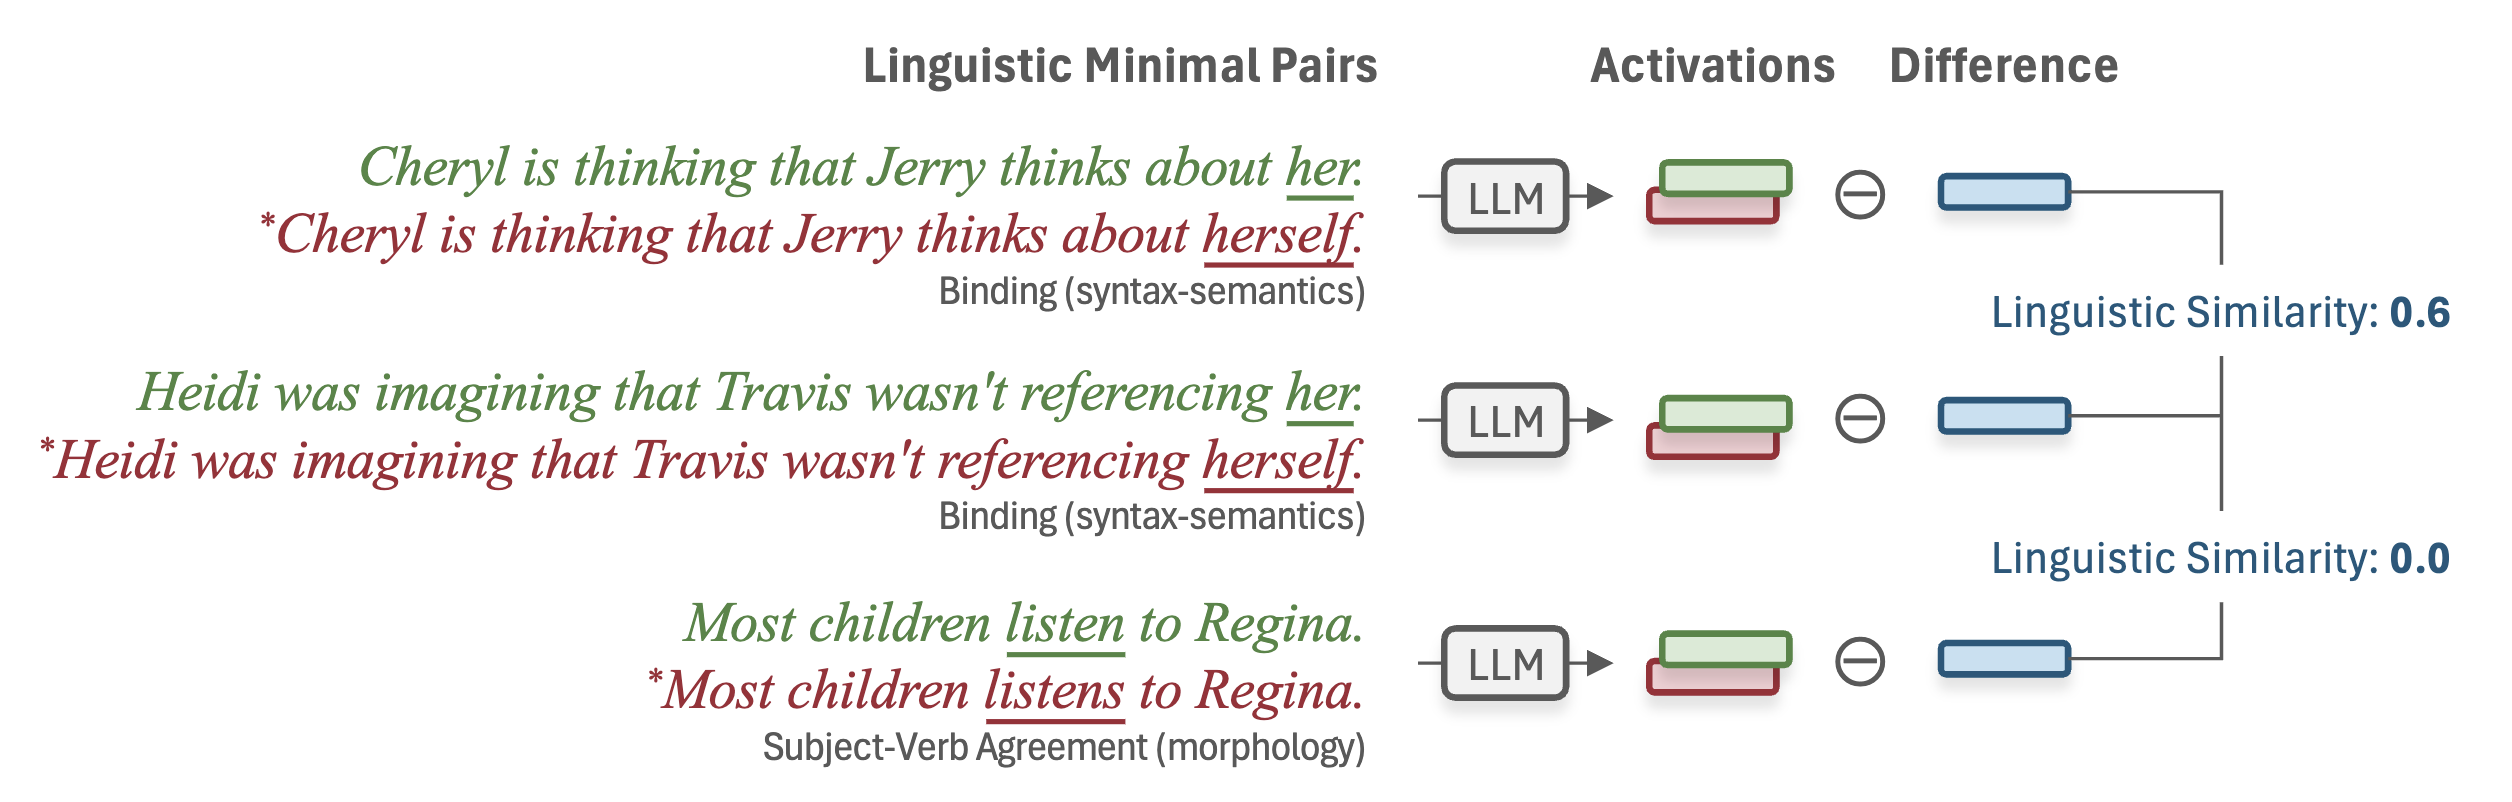 Linguistic Minimal Pairs Activations Difference
Cheryl is thinking that Jerry thinks about her.
*Cheryl is thinking that Jerry thinks about herself.
Binding (syntax-semantics)
LLM
Linguistic Similarity: 0.6
Heidi was imagining that Travis wasn't referencing her.
*Heidi was imagining that Travis wasn't referencing herself.
Binding (syntax-semantics)
LLM
Linguistic Similarity: 0.0
Most children listen to Regina.
*Most children listens to Regina.
Subject-Verb Agreement (morphology)
LLM